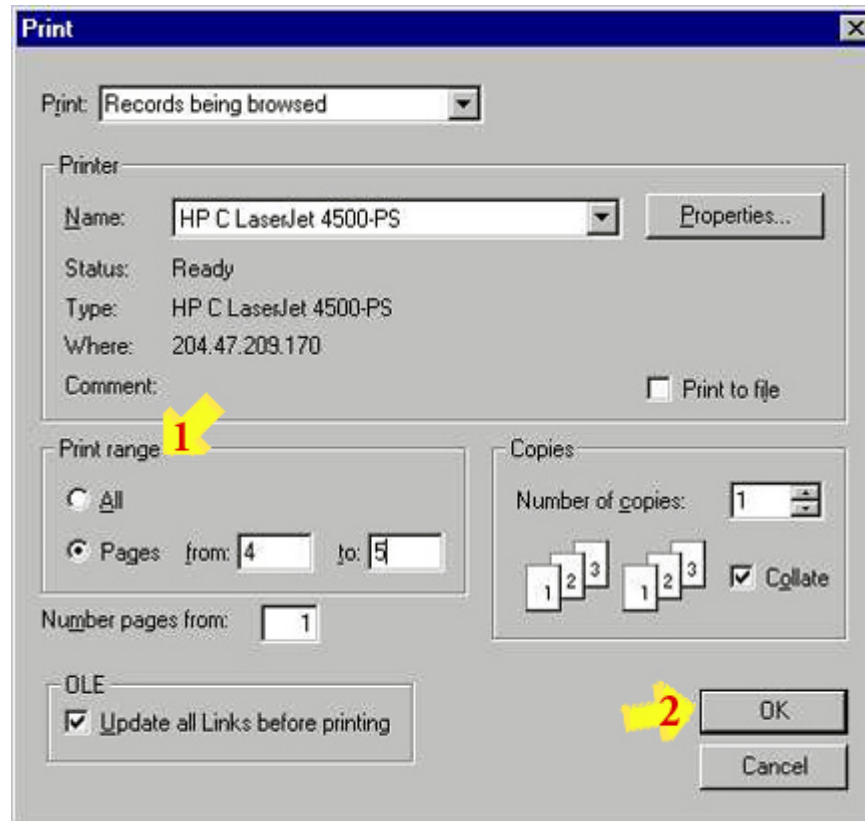 Print
Print: Records being browsed
Printer
Name: HP C LaserJet 4500-PS Properties...
Status: Ready
Type: HP C LaserJet 4500-PS
Where: 204.47.209.170
Comment: Print to file
1
Print range
All
Pages from: 4 to: 5
Number pages from: 1
Copies
Number of copies: 1
1 2 3 1 2 3 Collate
OLE
Update all Links before printing
2 OK
Cancel